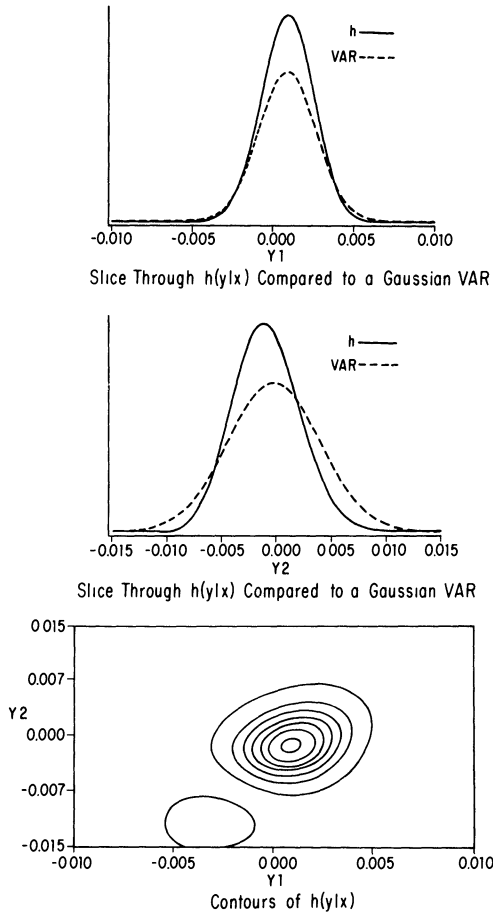 h
VAR
-0.010 -0.005 0.000 0.005 0.010
Y1
Slice Through h(y|x) Compared to a Gaussian VAR
h
VAR
-0.015 -0.010 -0.005 0.000 0 005 0 010 0 015
Y2
Slice Through h(y|x) Compared to a Gaussian VAR
0 015
0.007
Y2
0.000
-0.007
-0.015
-0 010 -0.005 0.000 0.005 0.010
Y1
Contours of h(y|x)